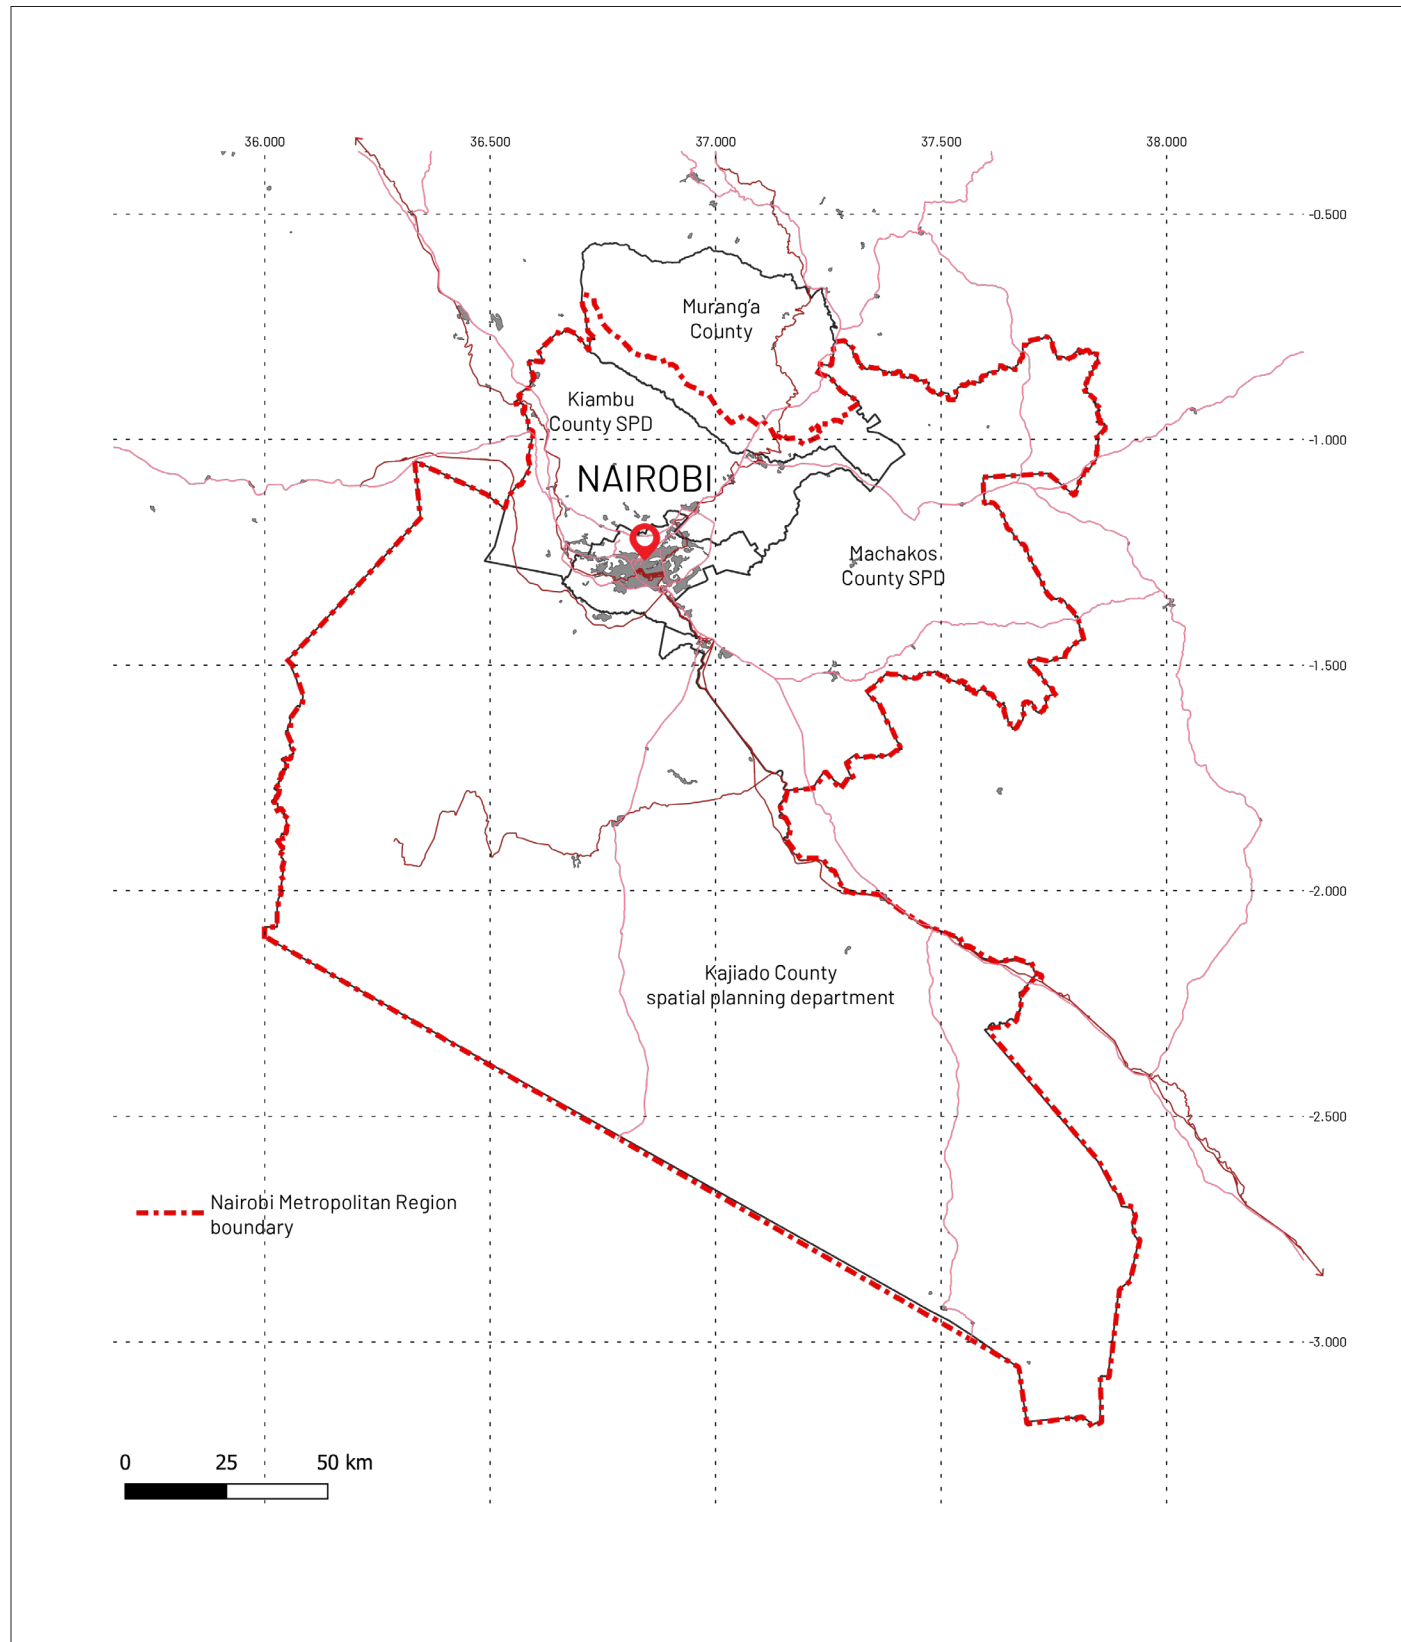 36.000
36.500
37.000
37.500
38.000
-0.500
Murang'a
County
Kiambu
County SPD
-1.000
NAIROBI
Machakos
County SPD
-1.500
-2.000
Kajiado County
spatial planning department
-2.500
Nairobi Metropolitan Region
boundary
-3.000
0 25 50 km